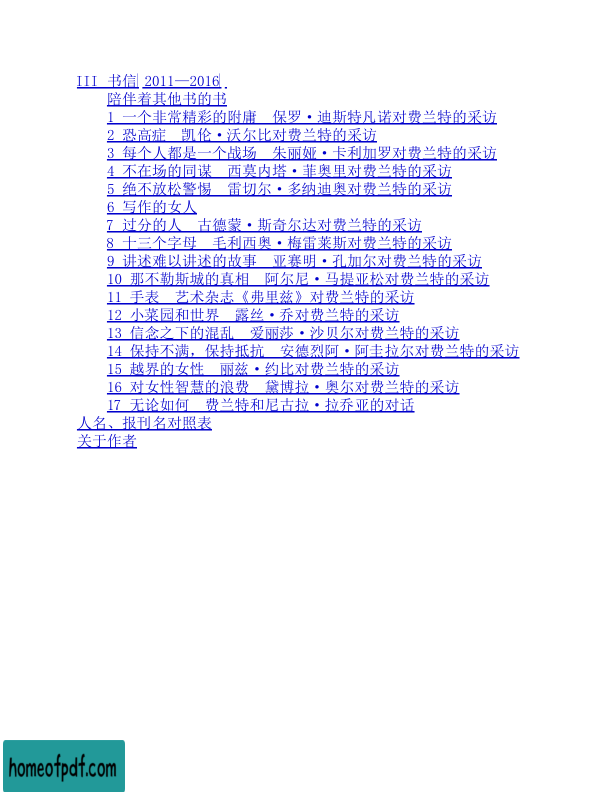 III 书信| 2011—2016|
陪伴着其他书的书
1 一个非常精彩的附庸 保罗·迪斯特凡诺对费兰特的采访
2 恐高症 凯伦·沃尔比对费兰特的采访
3 每个人都是一个战场 朱丽娅·卡利加罗对费兰特的采访
4 不在场的同谋 西莫内塔·菲奥里对费兰特的采访
5 绝不放松警惕 雷切尔·多纳迪奥对费兰特的采访
6 写作的女人
7 过分的人 古德蒙·斯奇尔达对费兰特的采访
8 十三个字母 毛利西奥·梅雷莱斯对费兰特的采访
9 讲述难以讲述的故事 亚赛明·孔加尔对费兰特的采访
10 那不勒斯城的真相 阿尔尼·马提亚松对费兰特的采访
11 手表 艺术杂志《弗里兹》对费兰特的采访
12 小菜园和世界 露丝·乔对费兰特的采访
13 信念之下的混乱 爱丽莎·沙贝尔对费兰特的采访
14 保持不满，保持抵抗 安德烈阿·阿圭拉尔对费兰特的采访
15 越界的女性 丽兹·约比对费兰特的采访
16 对女性智慧的浪费 黛博拉·奥尔对费兰特的采访
17 无论如何 费兰特和尼古拉·拉乔亚的对话
人名、报刊名对照表
关于作者
homeofpdf.com